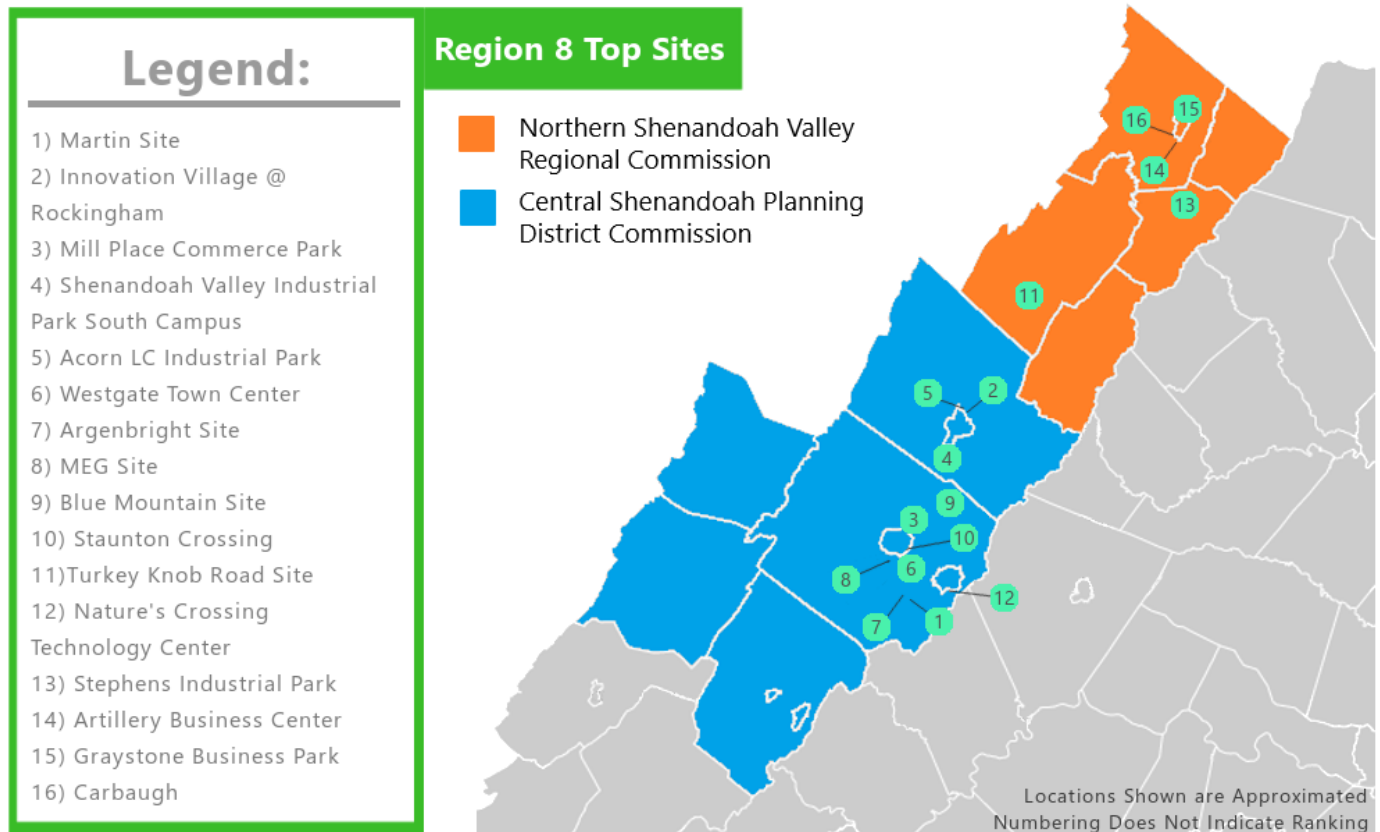 Legend:
1) Martin Site
2) Innovation Village @
Rockingham
3) Mill Place Commerce Park
4) Shenandoah Valley Industrial
Park South Campus
5) Acorn LC Industrial Park
6) Westgate Town Center
7) Argenbright Site
8) MEG Site
9) Blue Mountain Site
10) Staunton Crossing
11)Turkey Knob Road Site
12) Nature's Crossing
Technology Center
13) Stephens Industrial Park
14) Artillery Business Center
15) Graystone Business Park
16) Carbaugh
Region 8 Top Sites
Northern Shenandoah Valley
Regional Commission
Central Shenandoah Planning
District Commission
15
16
14
13
11
5
2
4
9
3
10
6
8
12
1
7
Locations Shown are Approximated
Numbering Does Not Indicate Ranking